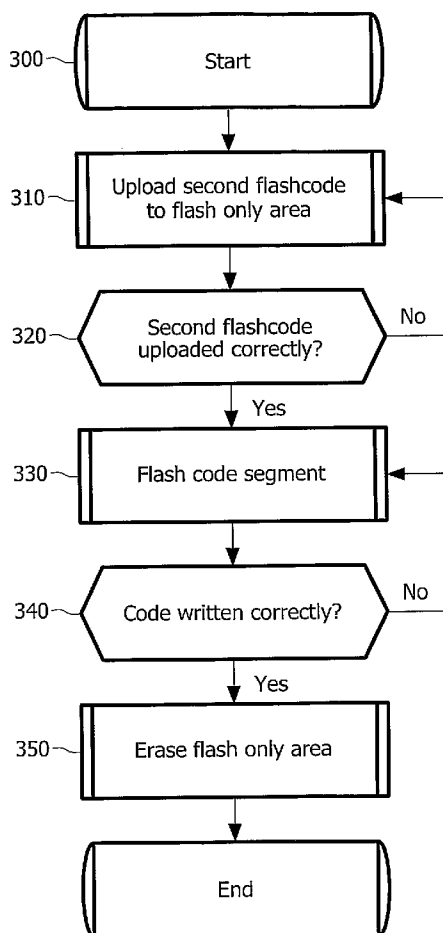 300
Start
310
Upload second flashcode
to flash only area
320
Second flashcode
uploaded correctly?
No
Yes
330
Flash code segment
340
Code written correctly?
No
Yes
350
Erase flash only area
End